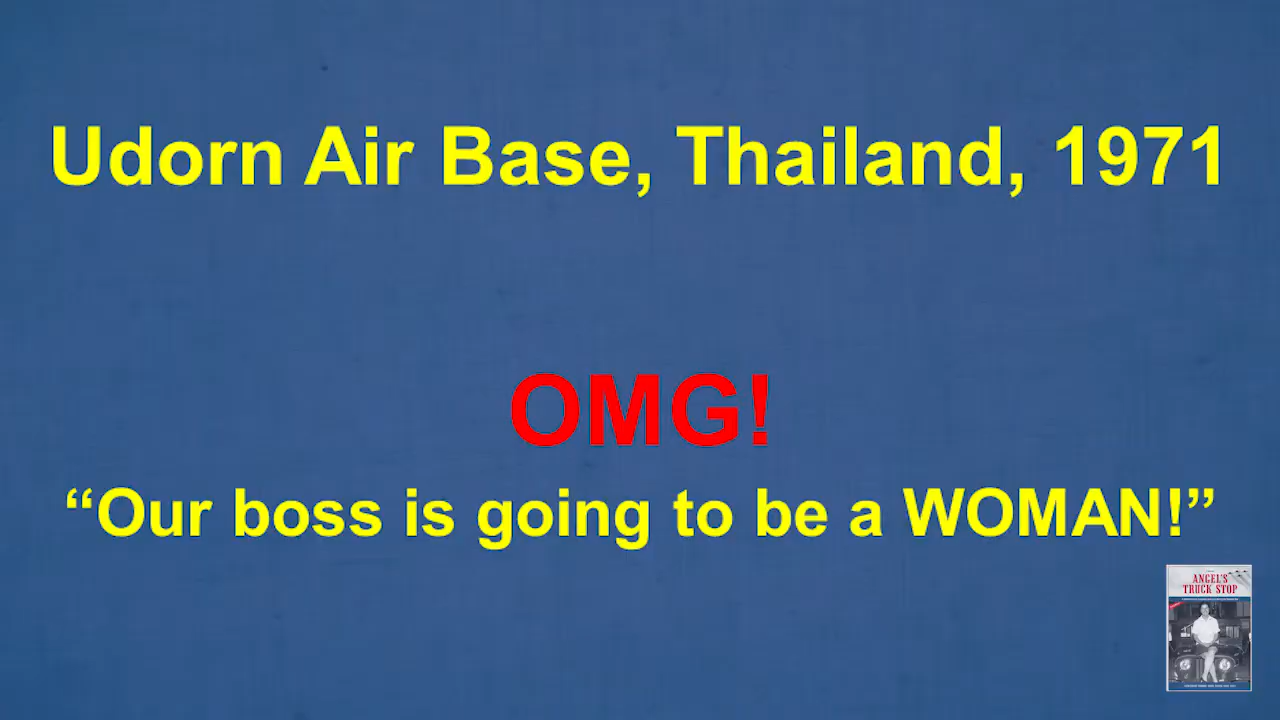 Udorn Air Base, Thailand, 1971
OMG!
“Our boss is going to be a WOMAN!”
ANGEL'S
TRUCK STOP